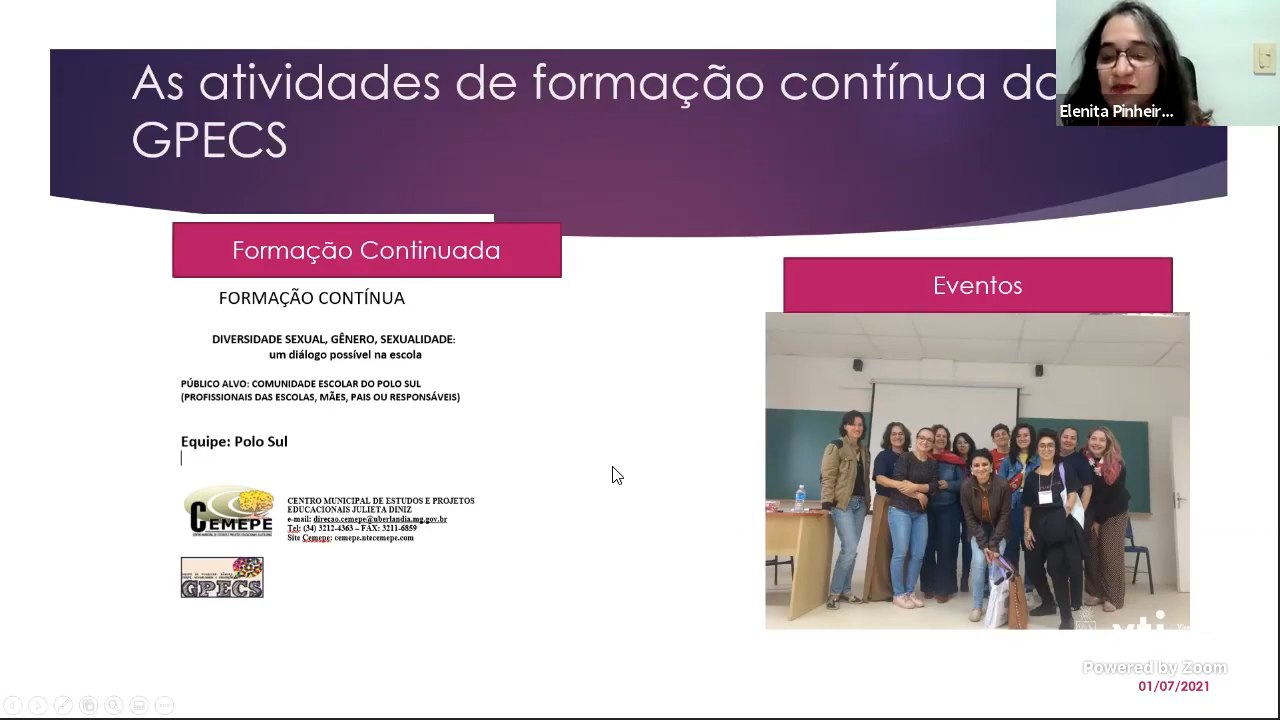 As atividades de formação contínua do
GPECS
Elenita Pinheir...
Formação Continuada
FORMAÇÃO CONTÍNUA
DIVERSIDADE SEXUAL, GÊNERO, SEXUALIDADE:
um diálogo possível na escola
PÚBLICO ALVO: COMUNIDADE ESCOLAR DO POLO SUL
(PROFISSIONAIS DAS ESCOLAS, MÃES, PAIS OU RESPONSÁVEIS)
Equipe: Polo Sul
CEMEPE
CENTRO MUNICIPAL DE ESTUDOS E PROJETOS
EDUCACIONAIS JULIETA DINIZ
e-mail: direcao.cemepe@uberlandia.mg.gov.br
Tel: (34) 3212-4363 – FAX: 3211-6859
Site Cemepe: cemepe.ntecemepe.com
GPECS
Eventos
Powered by Zoom
01/07/2021